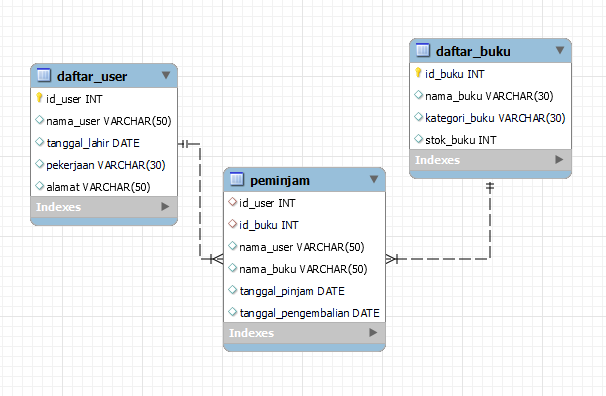 daftar_user
id_user INT
nama_user VARCHAR(50)
tanggal_lahir DATE
pekerjaan VARCHAR(30)
alamat VARCHAR(50)
Indexes
peminjam
id_user INT
id_buku INT
nama_user VARCHAR(50)
nama_buku VARCHAR(50)
tanggal_pinjam DATE
tanggal_pengembalian DATE
Indexes
daftar_buku
id_buku INT
nama_buku VARCHAR(30)
kategori_buku VARCHAR(30)
stok_buku INT
Indexes